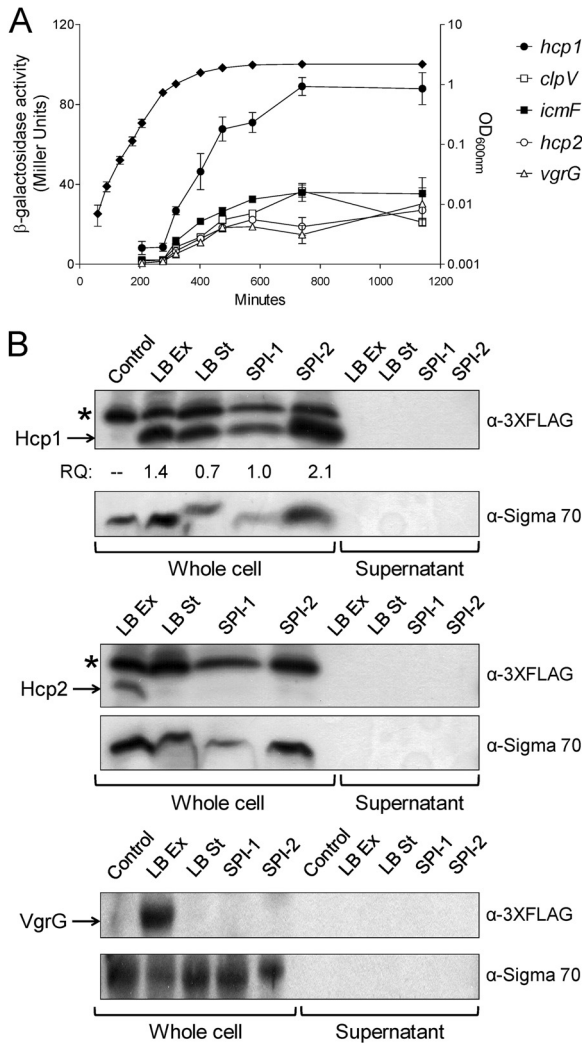 A
β-galactosidase activity
(Miller Units)
120
80
40
0
0 200 400 600 800 1000 1200
Minutes
10
1
0.1
0.01
0.001
OD600nm
hcp1
clpV
icmF
hcp2
vgrG
B
Control LB Ex LB St SPI-1 SPI-2 LB Ex LB St SPI-1 SPI-2
*
α-3XFLAG
Hcp1
RQ: -- 1.4 0.7 1.0 2.1
α-Sigma 70
Whole cell Supernatant
LB Ex LB St SPI-1 SPI-2 LB Ex LB St SPI-1 SPI-2
*
α-3XFLAG
Hcp2
α-Sigma 70
Whole cell Supernatant
Control LB Ex LB St SPI-1 SPI-2 Control LB Ex LB St SPI-1 SPI-2
VgrG
α-3XFLAG
α-Sigma 70
Whole cell Supernatant